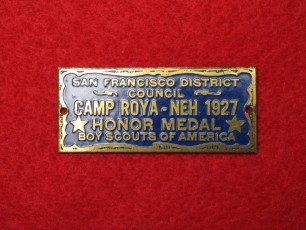 SAN FRANCISCO DISTRICT
COUNCIL
CAMP ROYA-NEH 1927
HONOR MEDAL
BOY SCOUTS OF AMERICA